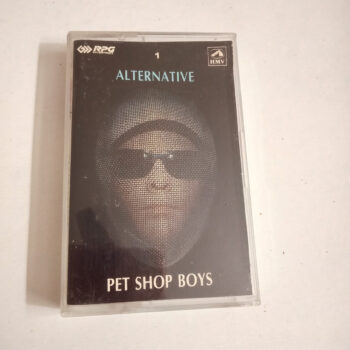 RPG
1
HMV
ALTERNATIVE
PET SHOP BOYS